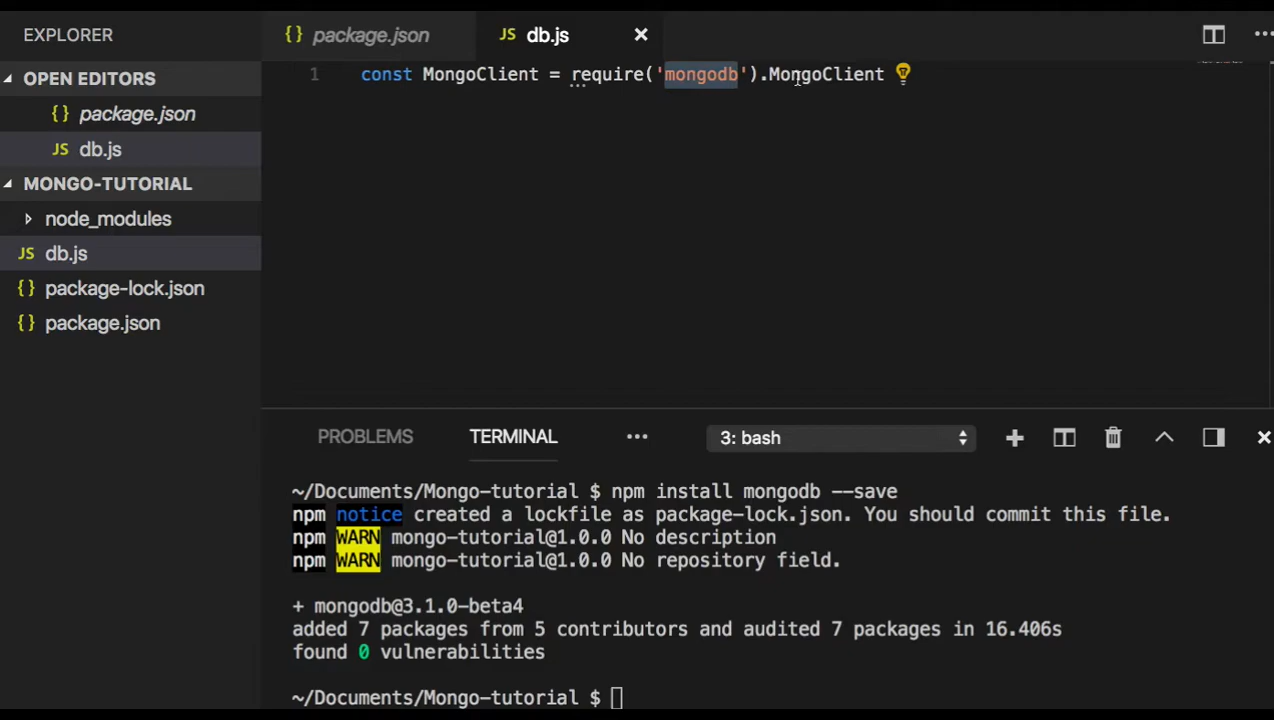 EXPLORER
OPEN EDITORS
{} package.json
JS db.js
MONGO-TUTORIAL
node_modules
JS db.js
{} package-lock.json
{} package.json
{} package.json
JS db.js
1 const MongoClient = require('mongodb').MongoClient
PROBLEMS TERMINAL ••• 3: bash
~/Documents/Mongo-tutorial $ npm install mongodb --save
npm notice created a lockfile as package-lock.json. You should commit this file.
npm WARN mongo-tutorial@1.0.0 No description
npm WARN mongo-tutorial@1.0.0 No repository field.
+ mongodb@3.1.0-beta4
added 7 packages from 5 contributors and audited 7 packages in 16.406s
found 0 vulnerabilities
~/Documents/Mongo-tutorial $